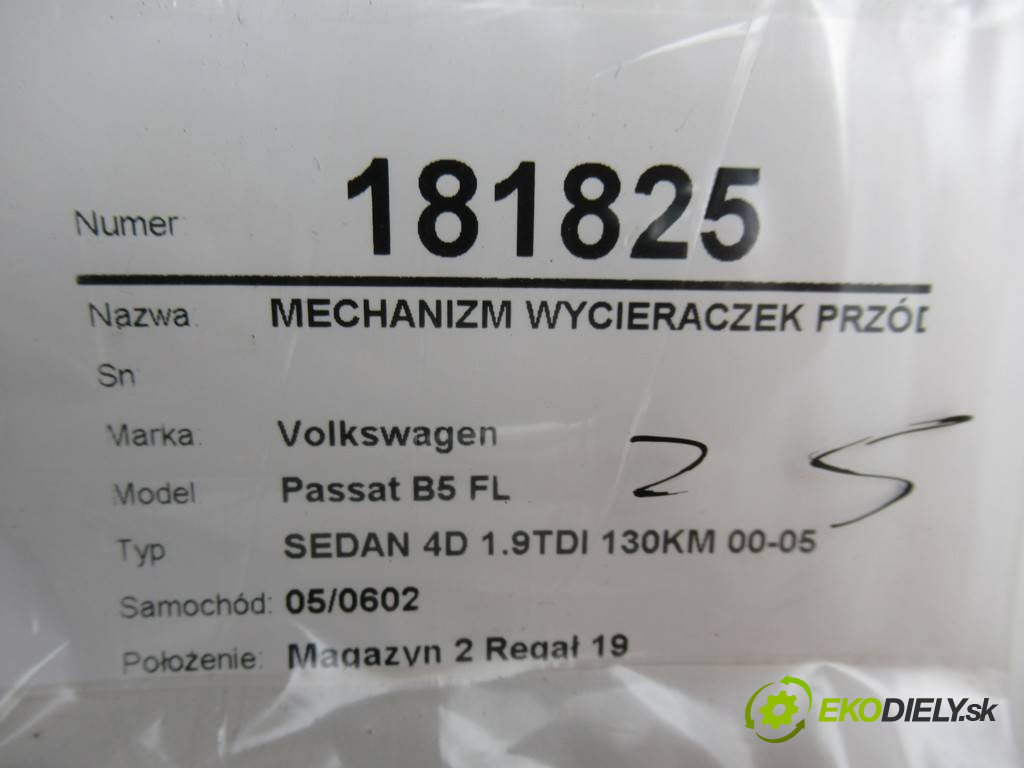 Numer 181825
Nazwa: MECHANIZM WYCIERACZEK PRZÓD
Sn
Marka: Volkswagen
Model Passat B5 FL
25
Typ SEDAN 4D 1.9TDI 130KM 00-05
Samochód: 05/0602
Położenie: Magazyn 2 Regał 19
EKODIELY.sk